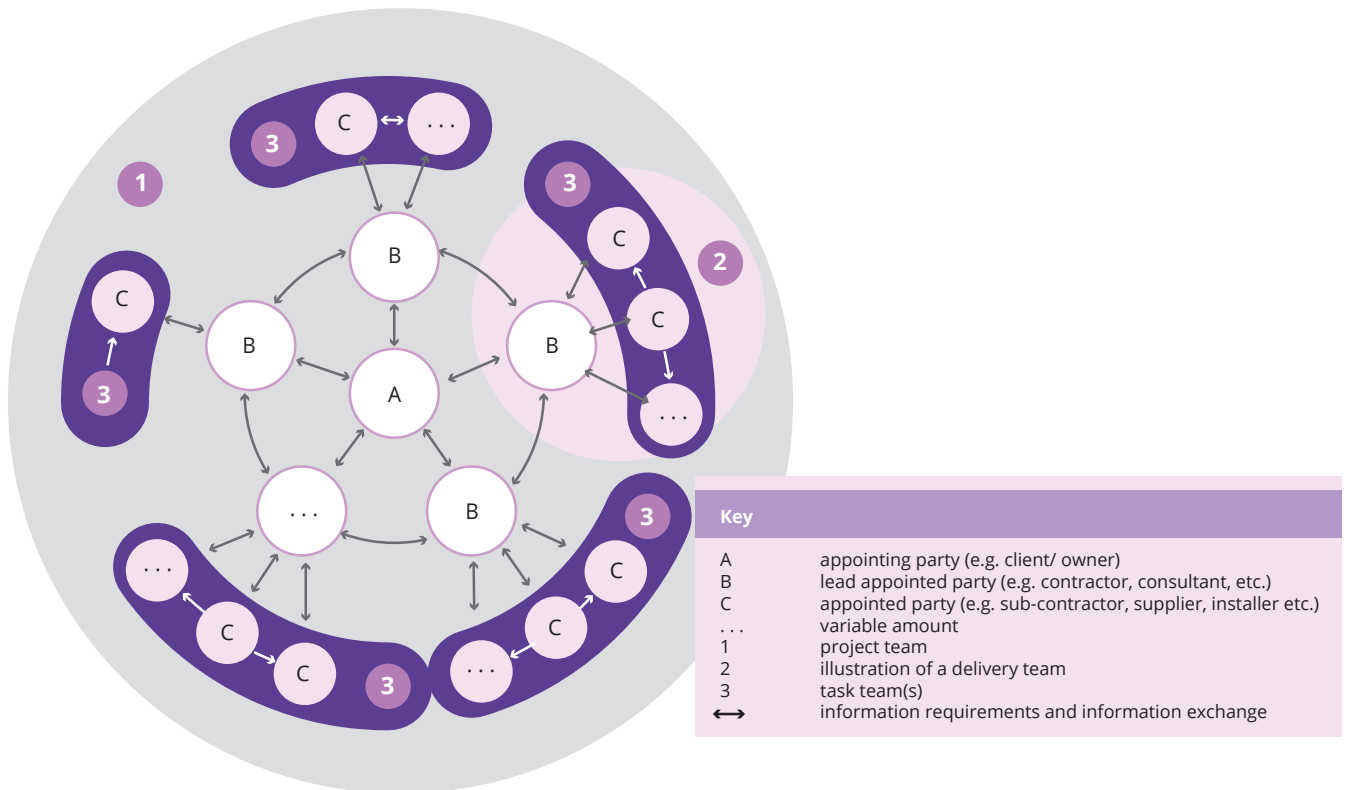 3
C
. . .
1
3
C
2
B
C
B
C
B
A
3
. . .
. . .
B
3
. . .
C
C
3
C
C
. . .
Key
A appointing party (e.g. client/ owner)
B lead appointed party (e.g. contractor, consultant, etc.)
C appointed party (e.g. sub-contractor, supplier, installer etc.)
. . . variable amount
1 project team
2 illustration of a delivery team
3 task team(s)
↔ information requirements and information exchange